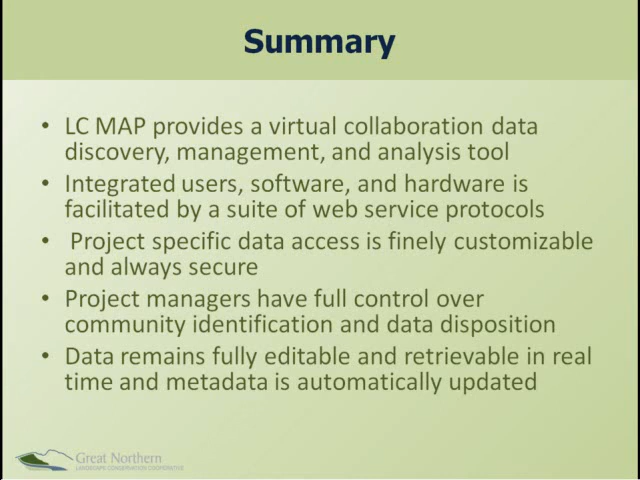 Summary
• LC MAP provides a virtual collaboration data
discovery, management, and analysis tool
• Integrated users, software, and hardware is
facilitated by a suite of web service protocols
• Project specific data access is finely customizable
and always secure
• Project managers have full control over
community identification and data disposition
• Data remains fully editable and retrievable in real
time and metadata is automatically updated
Great Northern
LANDSCAPE CONSERVATION COOPERATIVE